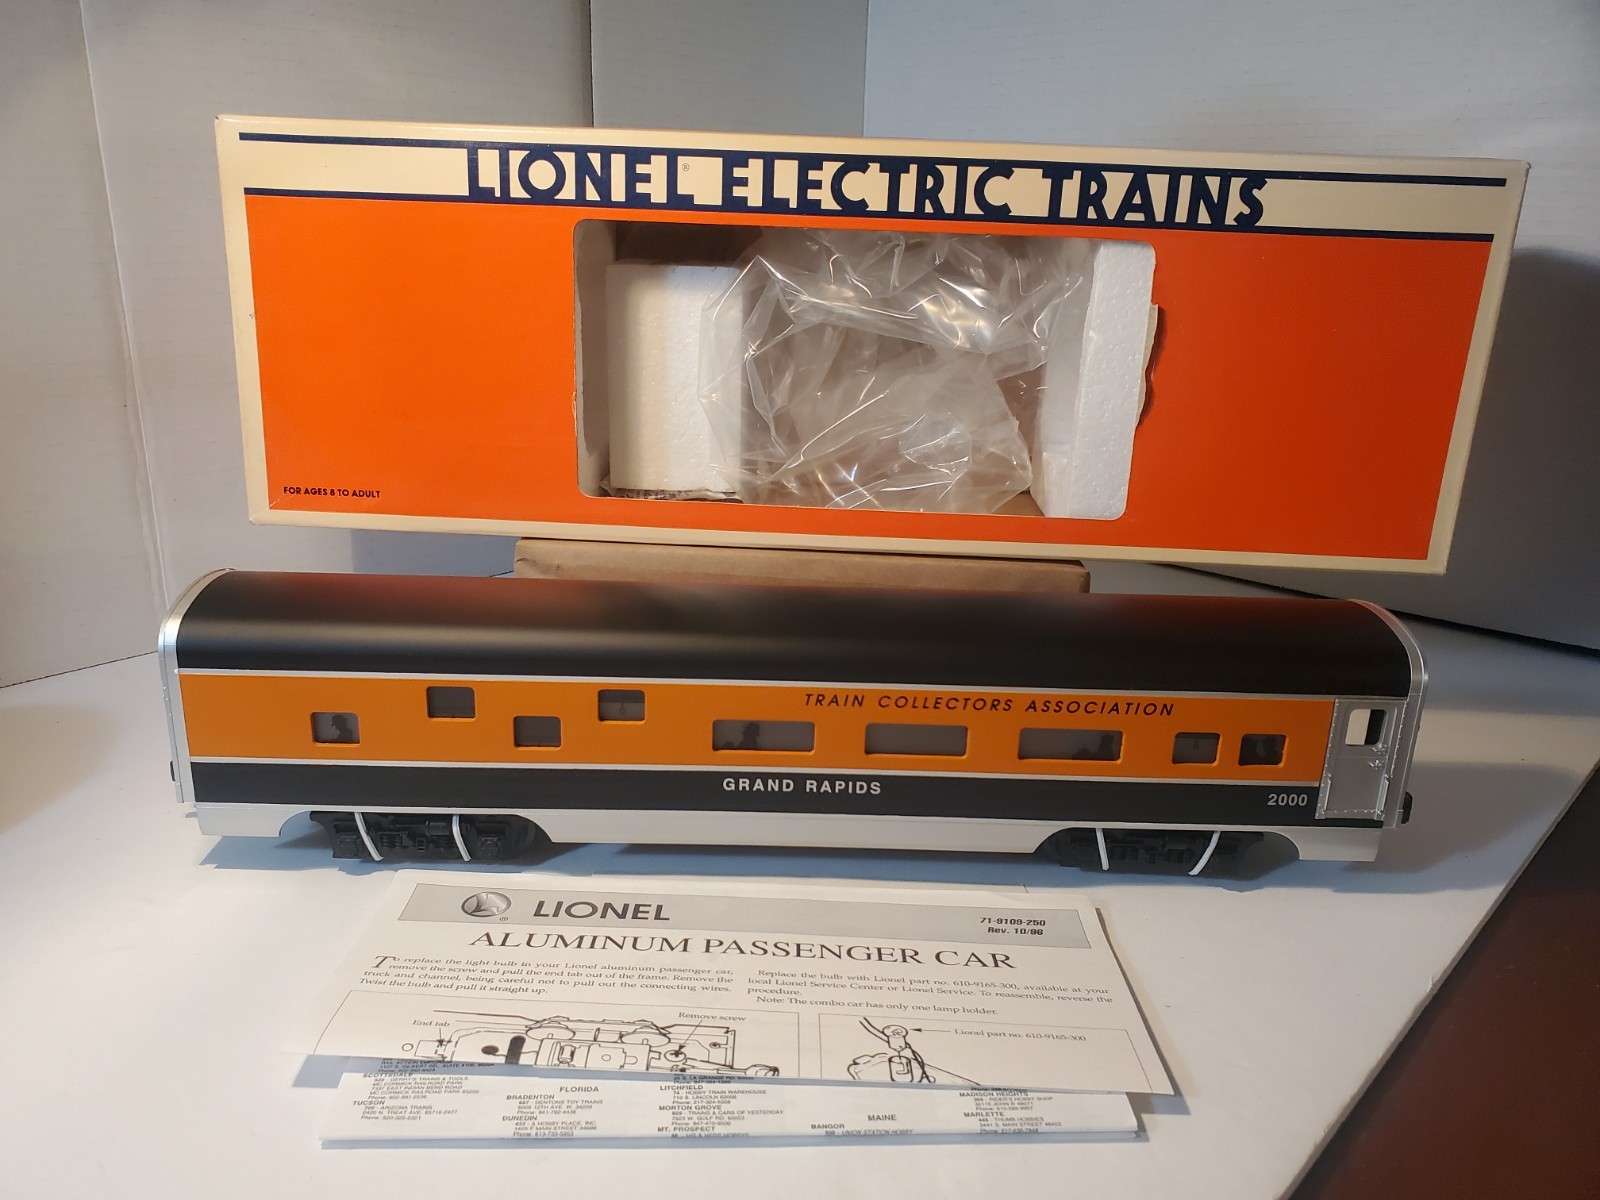 LIONEL® ELECTRIC TRAINS
FOR AGES 8 TO ADULT
TRAIN COLLECTORS ASSOCIATION
GRAND RAPIDS
2000
LIONEL
71-9109-250
Rev. 10/96
ALUMINUM PASSENGER CAR
To replace the light bulb in your Lionel aluminum passenger car,
remove the screw and pull the end tab out of the frame. Remove the
truck and channel, being careful not to pull out the connecting wires.
Twist the bulb and pull it straight up.
Replace the bulb with Lionel part no. 610-9165-300, available at your
local Lionel Service Center or Lionel Service. To reassemble, reverse the
procedure.
Note: The combo car has only one lamp holder.
End tab
Remove screw
Lionel part no. 610-9165-300
SCOTTSDALE
TUCSON
FLORIDA
BRADENTON
DUNEDIN
LITCHFIELD
MORTON GROVE
MT. PROSPECT
MAINE
BANGOR
MADISON HEIGHTS
MARLETTE